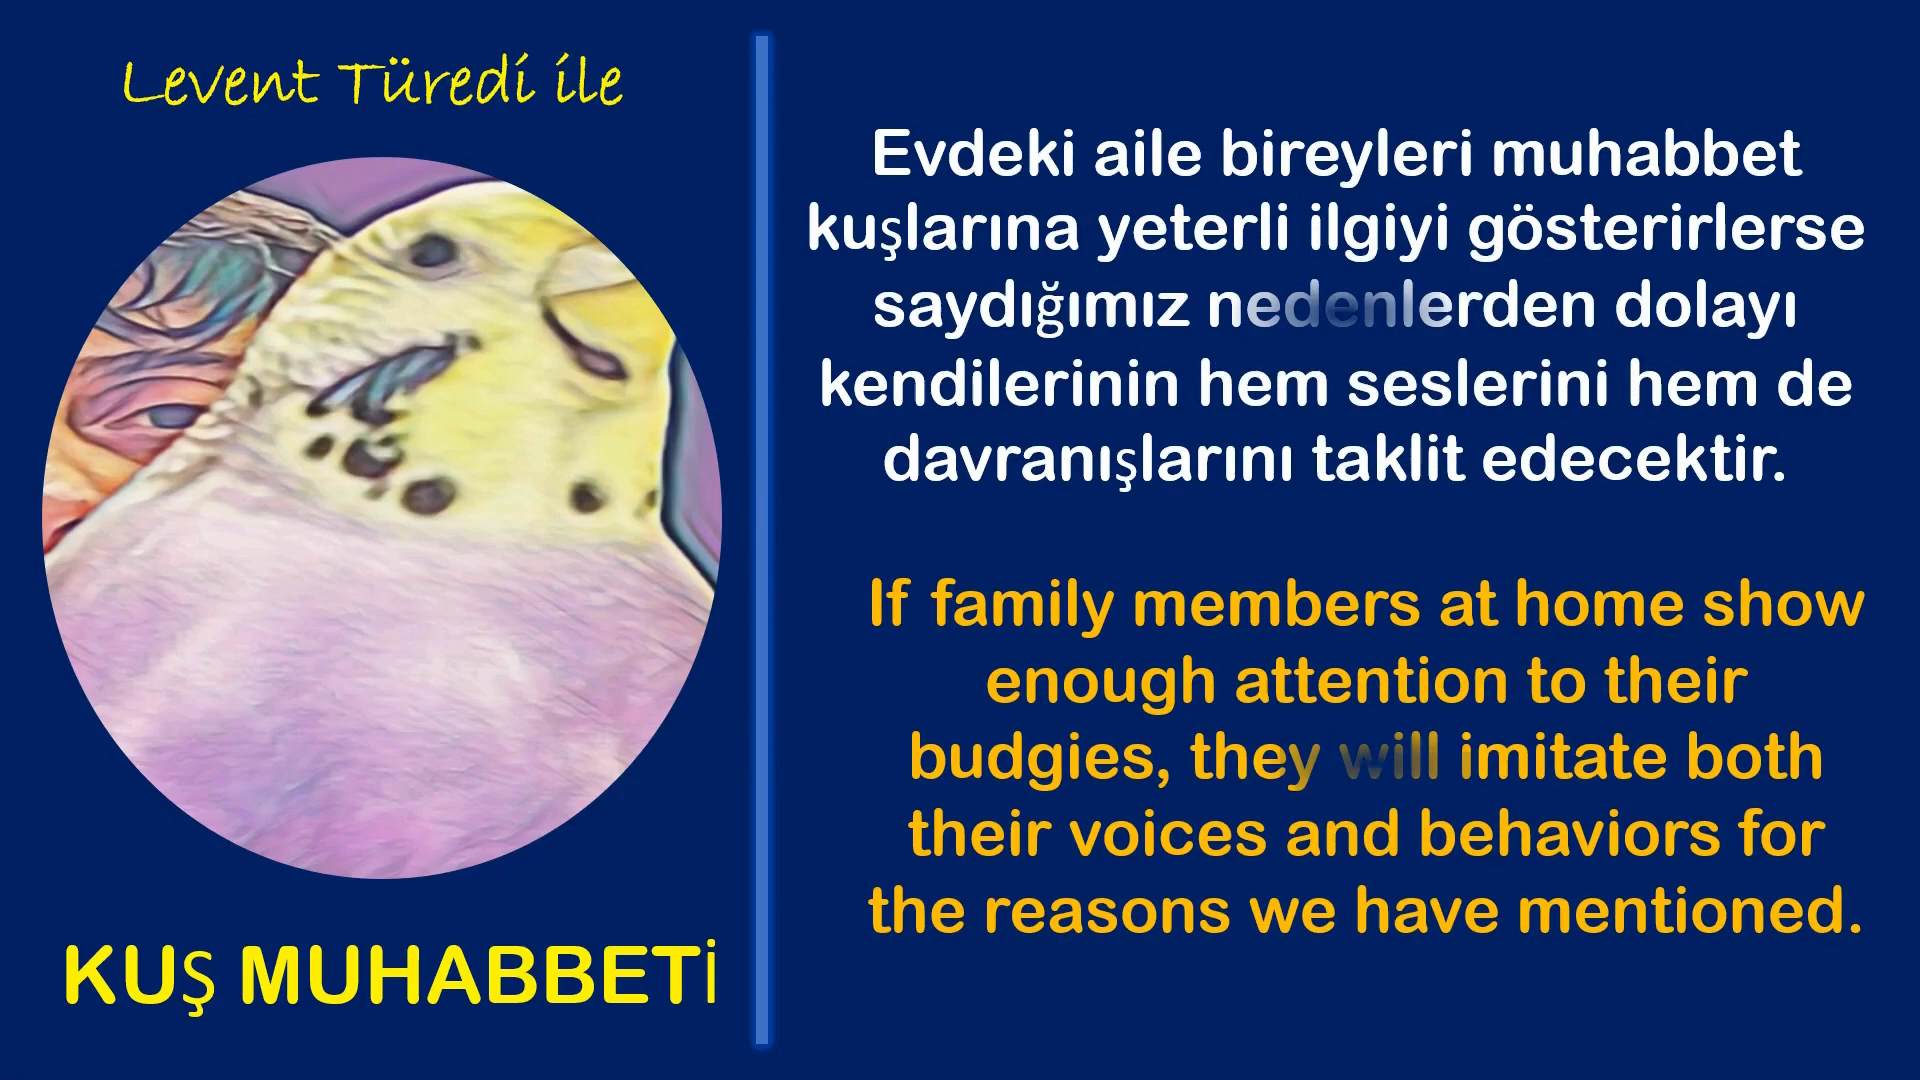 Levent Türedi ile
KUŞ MUHABBETİ
Evdeki aile bireyleri muhabbet
kuşlarına yeterli ilgiyi gösterirlerse
saydığımız nedenlerden dolayı
kendilerinin hem seslerini hem de
davranışlarını taklit edecektir.
If family members at home show
enough attention to their
budgies, they will imitate both
their voices and behaviors for
the reasons we have mentioned.